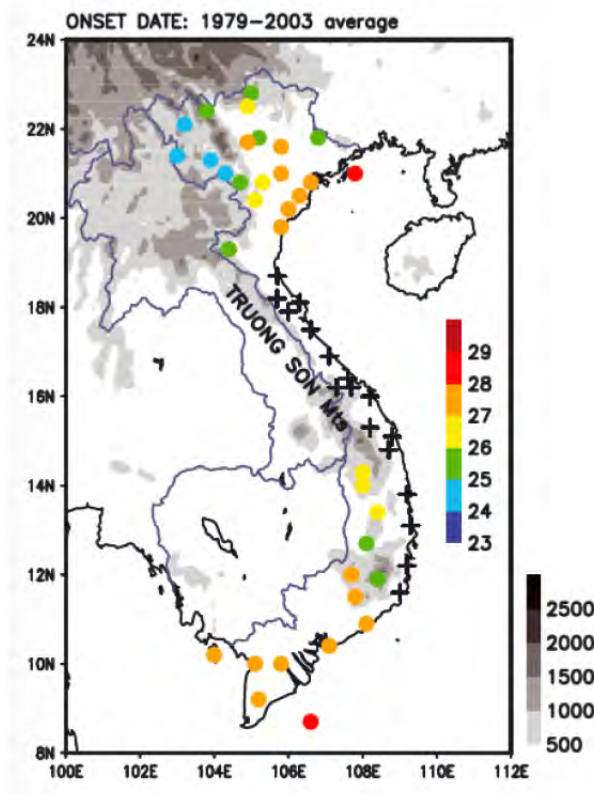 ONSET DATE: 1979-2003 average
24N
22N
20N
18N
16N
14N
12N
10N
8N
100E
102E
104E
106E
108E
110E
112E
TRUONG SON Mts
29
28
27
26
25
24
23
2500
2000
1500
1000
500